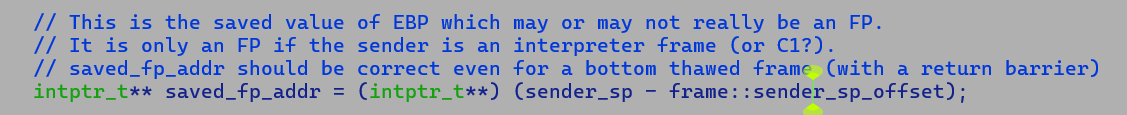 // This is the saved value of EBP which may or may not really be an FP.
// It is only an FP if the sender is an interpreter frame (or C1?).
// saved_fp_addr should be correct even for a bottom thawed frame (with a return barrier)
intptr_t** saved_fp_addr = (intptr_t**) (sender_sp - frame::sender_sp_offset);